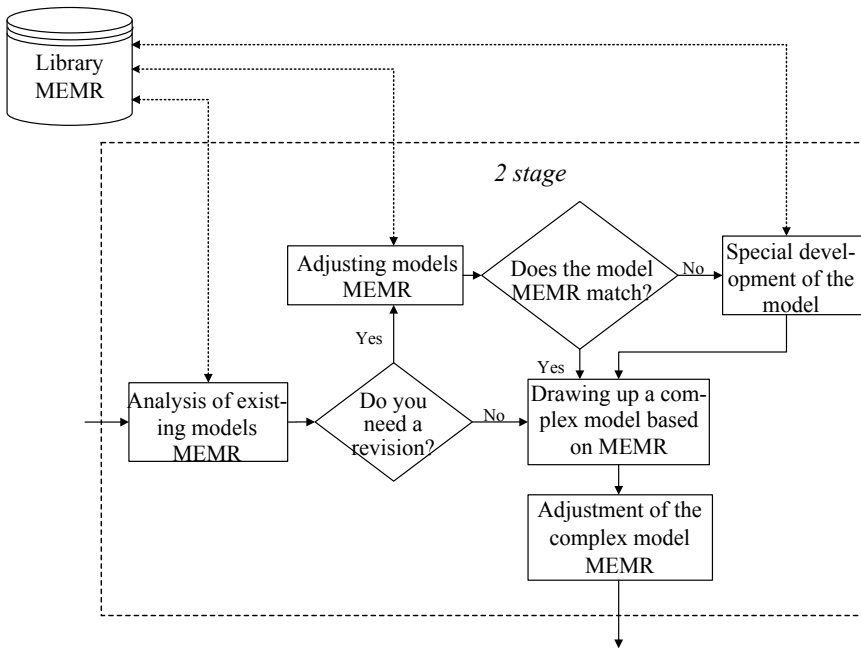 Library
MEMR
2 stage
Adjusting models
MEMR
Does the model
MEMR match?
No
Special devel-
opment of the
model
Yes
Yes
Analysis of exist-
ing models
MEMR
Do you
need a
revision?
No
Drawing up a com-
plex model based
on MEMR
Adjustment of the
complex model
MEMR